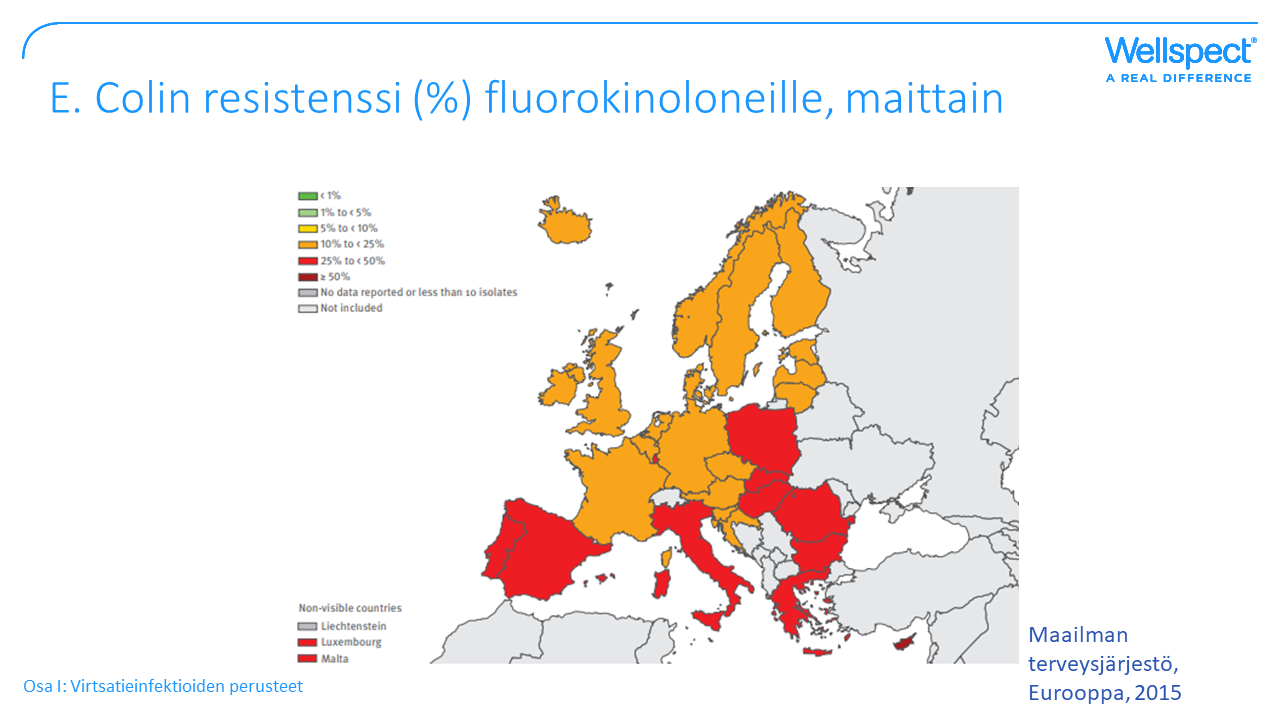 Wellspect®
A REAL DIFFERENCE
E. Colin resistenssi (%) fluorokinoloneille, maittain
< 1%
1% to < 5%
5% to < 10%
10% to < 25%
25% to < 50%
≥ 50%
No data reported or less than 10 isolates
Not included
Non-visible countries
Liechtenstein
Luxembourg
Malta
Maailman
terveysjärjestö,
Eurooppa, 2015
Osa I: Virtsatieinfektioiden perusteet